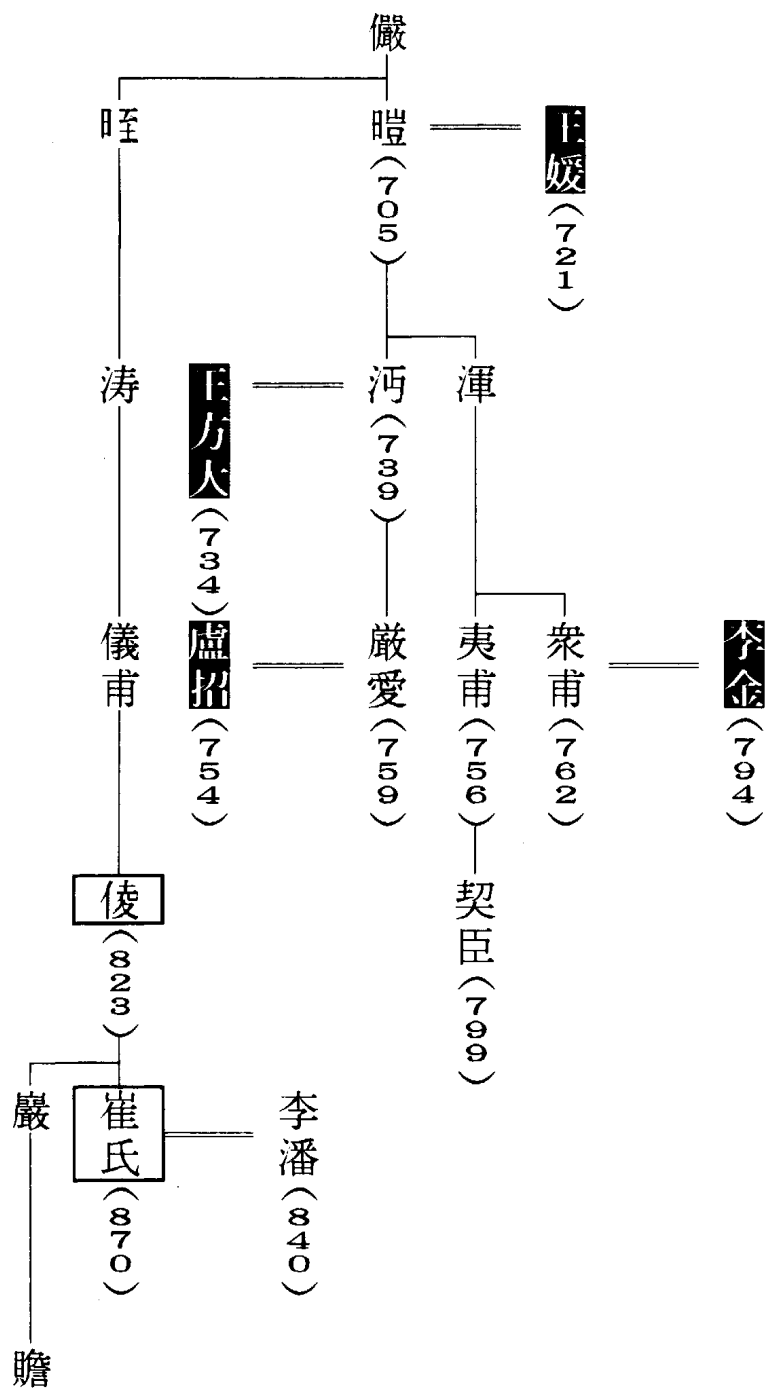 儼
晊
暟（705）
王媛（721）
涛
王方大（734）
沔（739）
渾
儀甫
盧招（754）
厳愛（759）
夷甫（756）
衆甫（762）
李金（794）
倰（823）
契臣（799）
巖
崔氏（870）
李潘（840）
贍